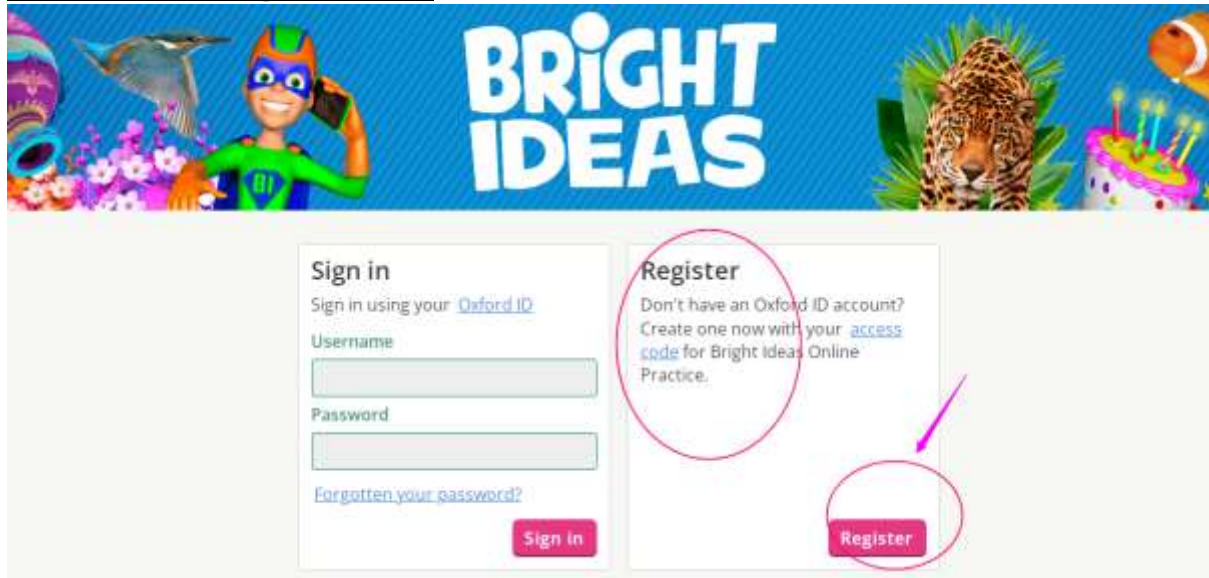 BRiGHT
IDEAS
BI
Sign in
Sign in using your Oxford ID
Username
Password
Forgotten your password?
Sign in
Register
Don't have an Oxford ID account?
Create one now with your access
code for Bright Ideas Online
Practice.
Register